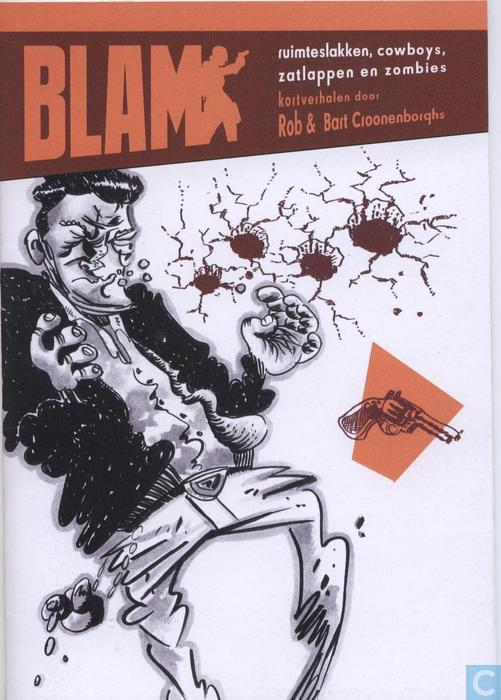 BLAM
ruimteslakken, cowboys,
zatlappen en zombies
kortverhalen door
Rob & Bart Croonenborghs
C